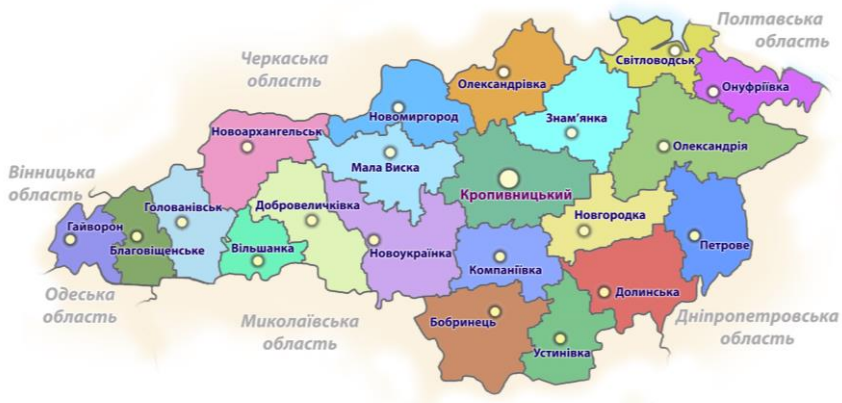 Полтавська
область
Черкаська
область
Світловодськ
Олександрівка
Онуфріївка
Новомиргород
Знам’янка
Новоархангельськ
Олександрія
Мала Виска
Вінницька
область
Кропивницький
Голованівськ
Добровеличківка
Новгородка
Гайворон
Благовіщенське
Вільшанка
Новоукраїнка
Петрове
Компаніївка
Одеська
область
Долинська
Миколаївська
область
Бобринець
Дніпропетровська
область
Устинівка